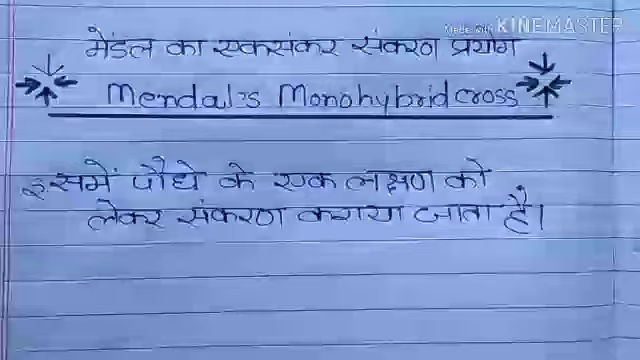 Made with KINEMASTER
मेंडल का एकसंकर संकरण प्रयोग
Mendal's Monohybrid cross
इसमें पौधे के एक लक्षण को
लेकर संकरण कराया जाता है।